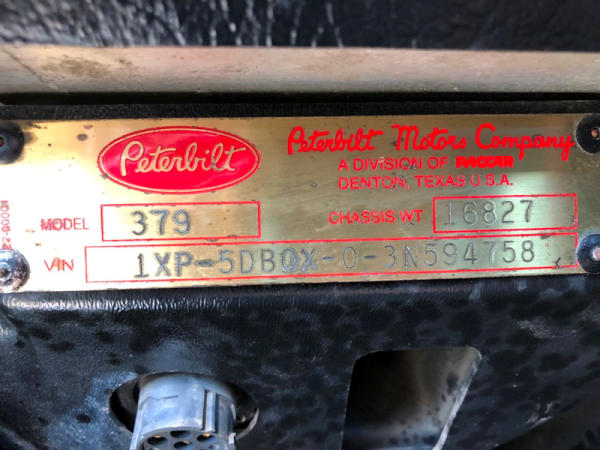 Peterbilt
Peterbilt Motors Company
A DIVISION OF PACCAR
DENTON, TEXAS U.S.A.
MODEL 379
CHASSIS WT 16827
VIN 1XP-5DB0X-0-3N594758